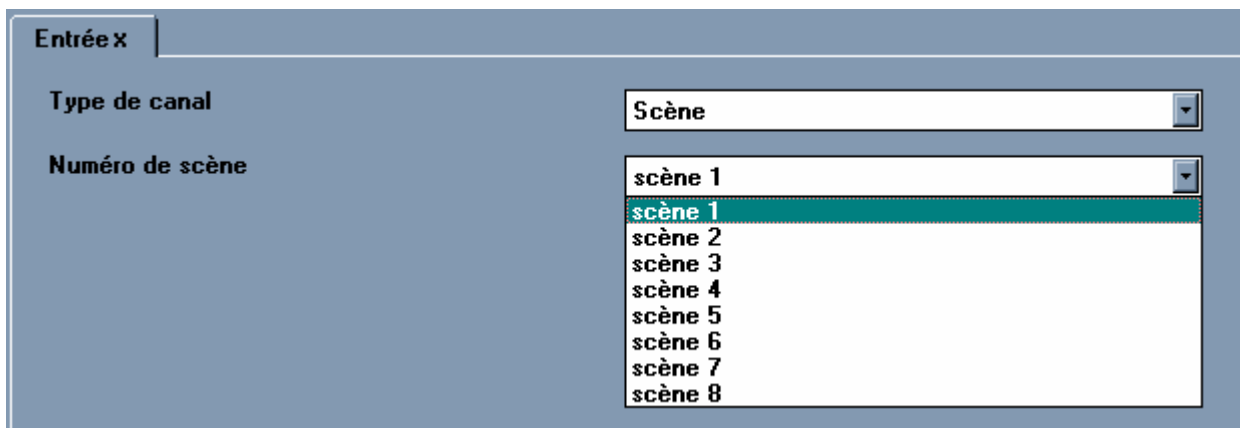 Entrée x
Type de canal
Scène
Numéro de scène
scène 1
scène 1
scène 2
scène 3
scène 4
scène 5
scène 6
scène 7
scène 8